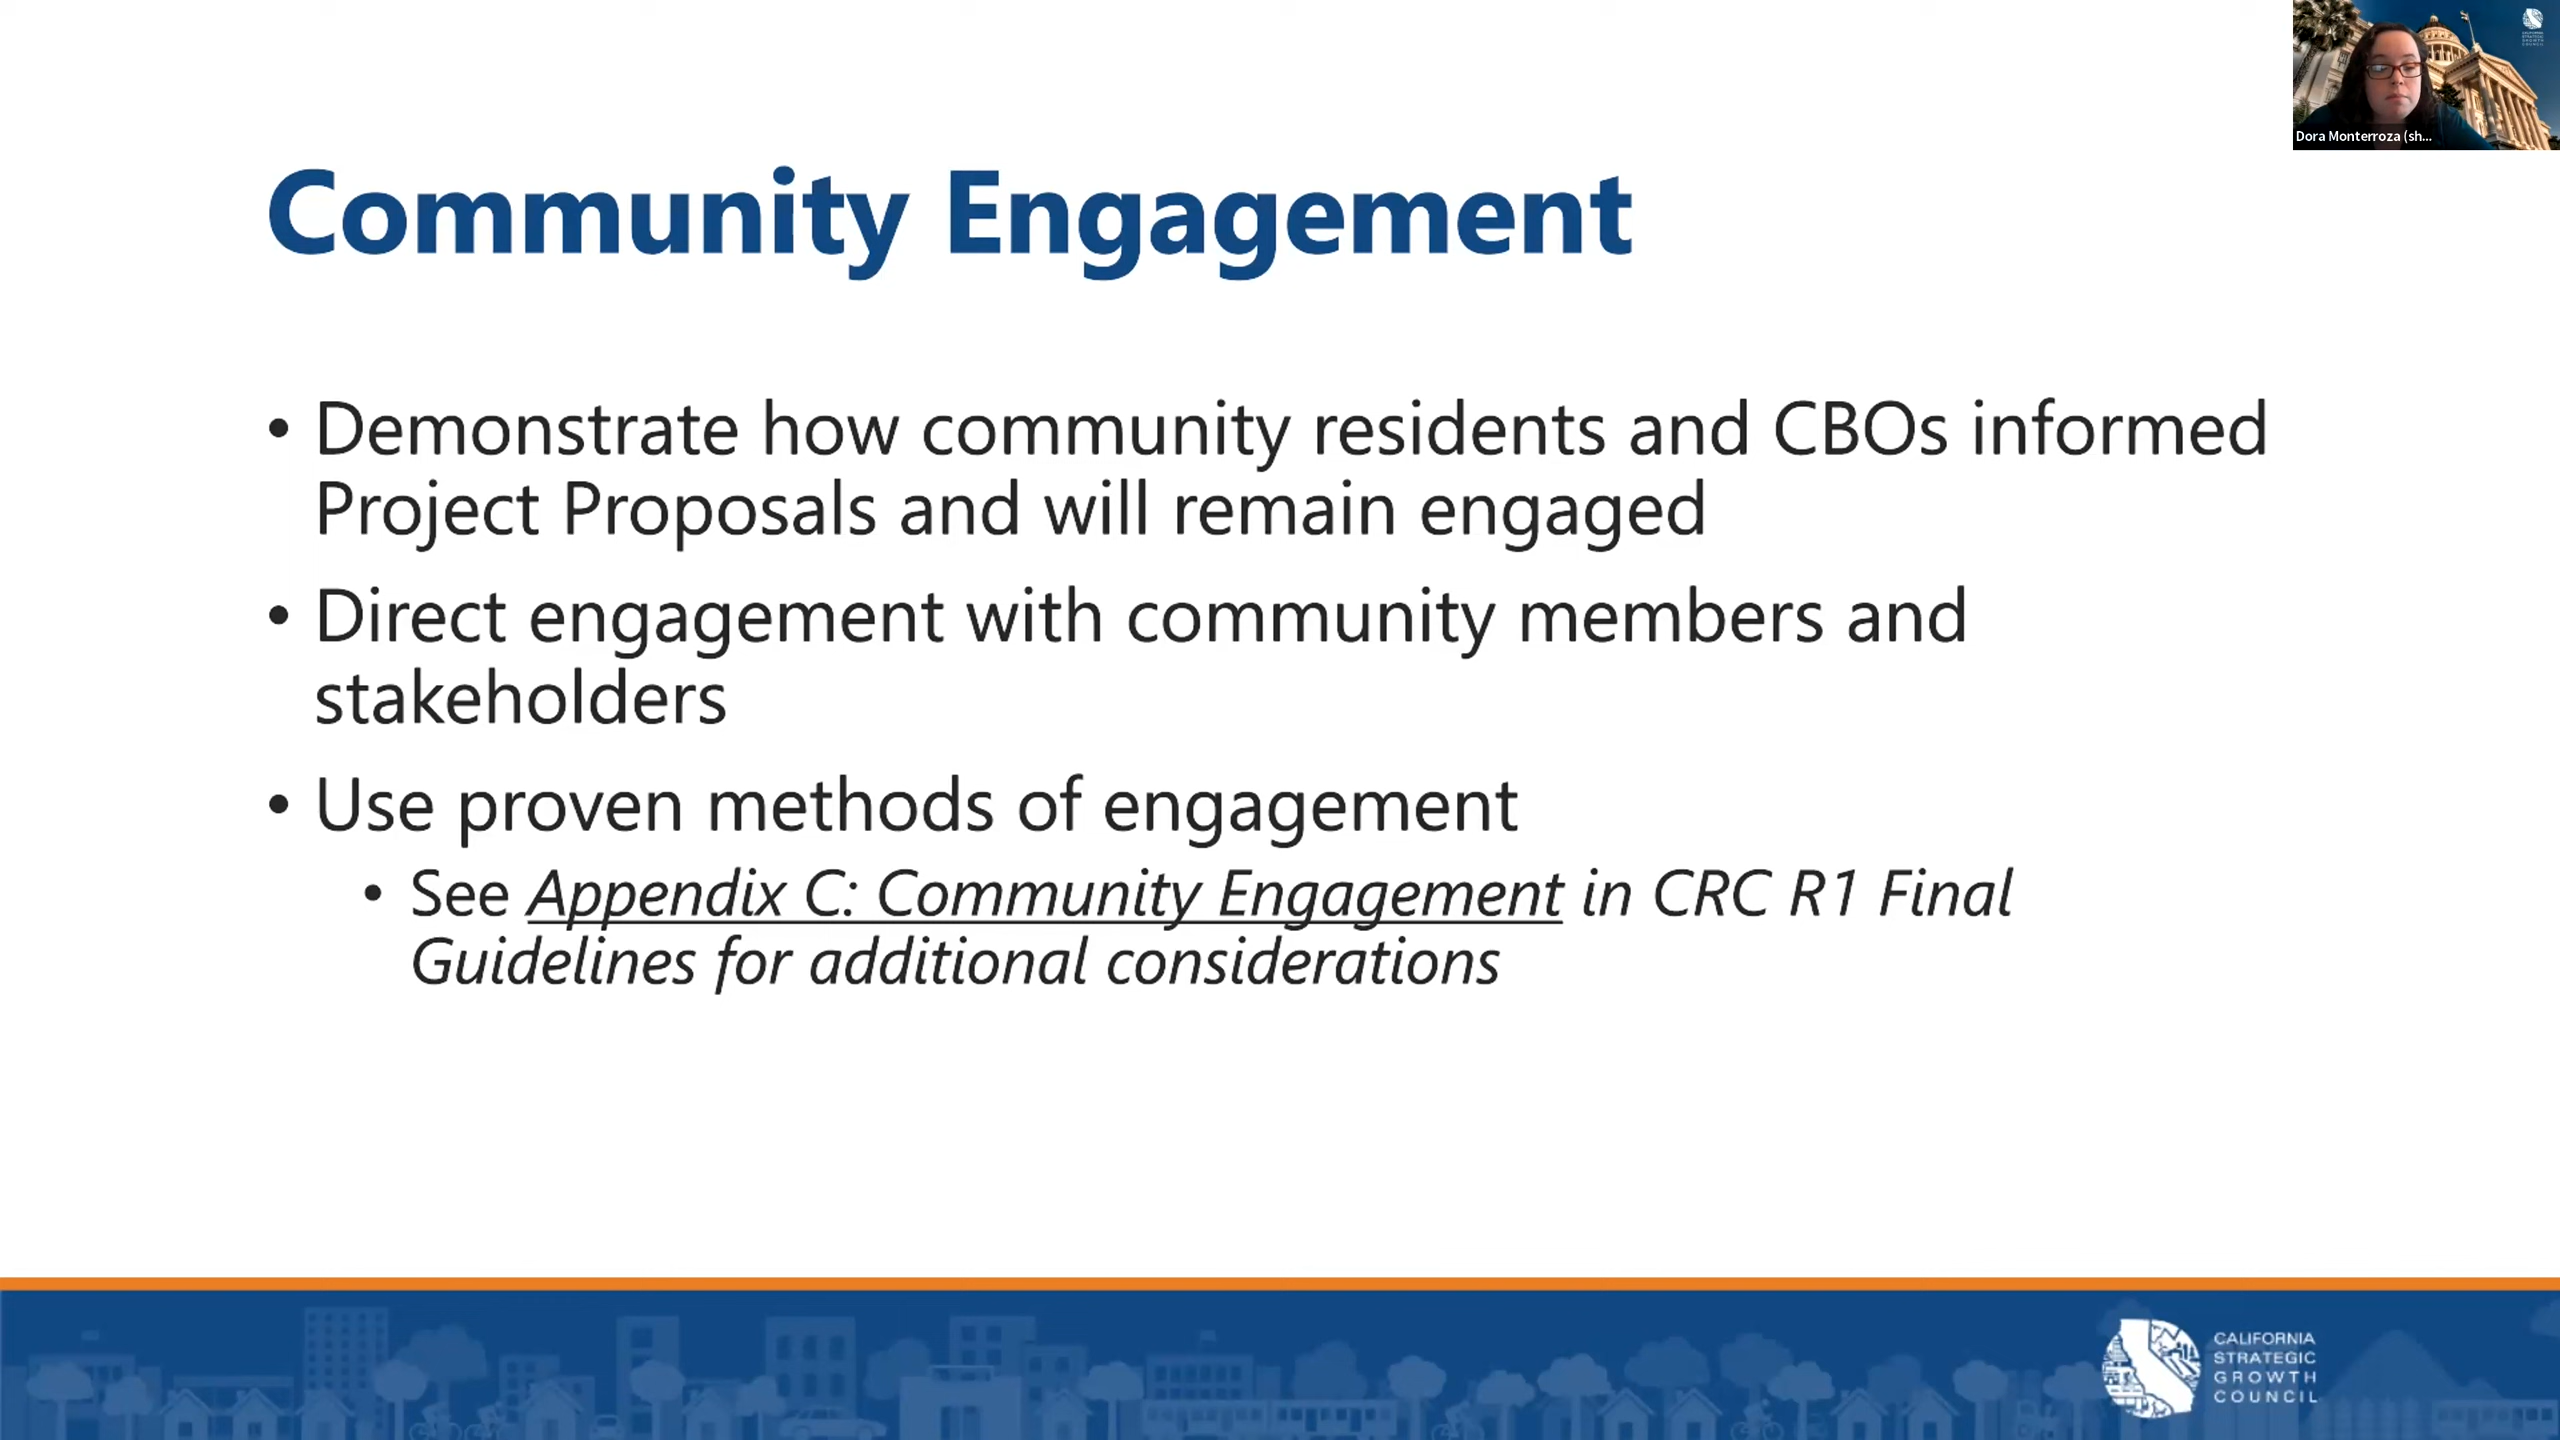 Dora Monterroza (sh...
Community Engagement
• Demonstrate how community residents and CBOs informed
Project Proposals and will remain engaged
• Direct engagement with community members and
stakeholders
• Use proven methods of engagement
• See Appendix C: Community Engagement in CRC R1 Final
Guidelines for additional considerations
CALIFORNIA
STRATEGIC
GROWTH
COUNCIL